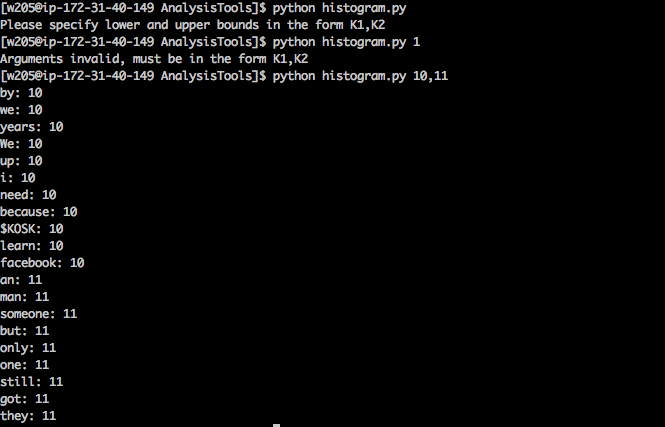 [w205@ip-172-31-40-149 AnalysisTools]$ python histogram.py
Please specify lower and upper bounds in the form K1,K2
[w205@ip-172-31-40-149 AnalysisTools]$ python histogram.py 1
Arguments invalid, must be in the form K1,K2
[w205@ip-172-31-40-149 AnalysisTools]$ python histogram.py 10,11
by: 10
we: 10
years: 10
We: 10
up: 10
i: 10
need: 10
because: 10
$KOSK: 10
learn: 10
facebook: 10
an: 11
man: 11
someone: 11
but: 11
only: 11
one: 11
still: 11
got: 11
they: 11